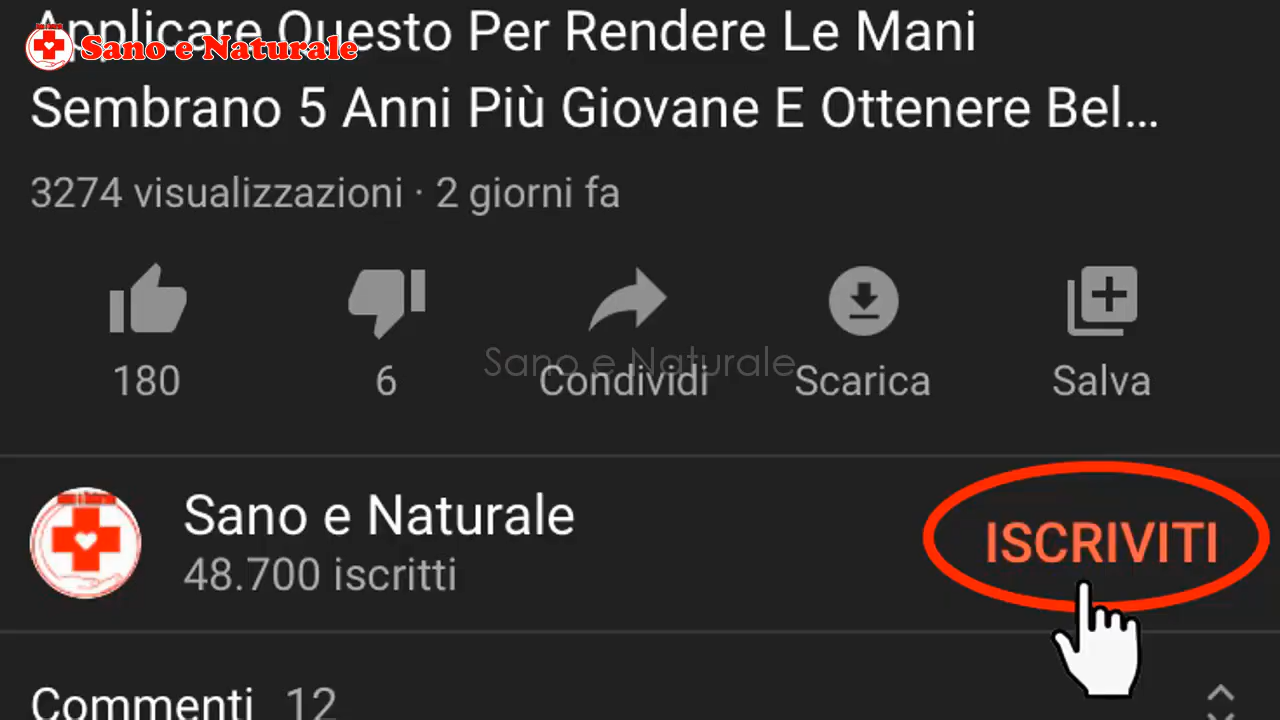 Applicare Questo Per Rendere Le Mani
Sano e Naturale
Sembrano 5 Anni Più Giovane E Ottenere Bel...
3274 visualizzazioni · 2 giorni fa
180
6
Condividi
Scarica
Salva
Sano e Naturale
Sano e Naturale
48.700 iscritti
ISCRIVITI
Commenti 12